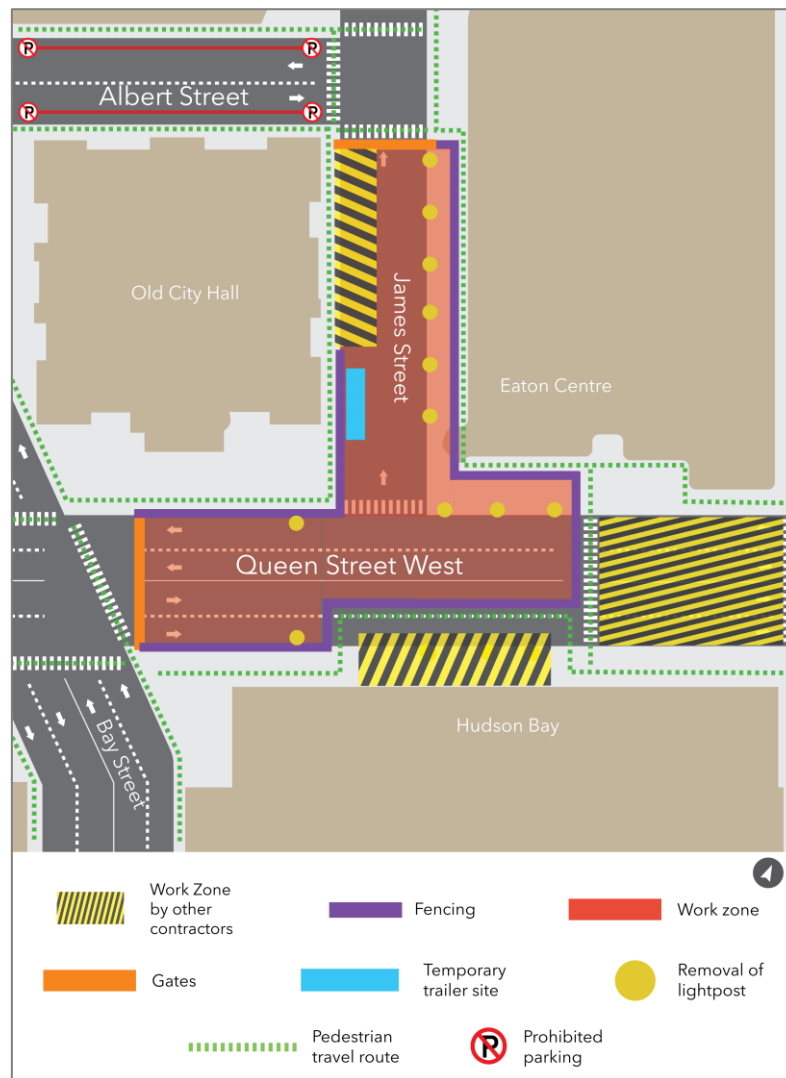 P P
Albert Street
P P
Old City Hall
James Street
Eaton Centre
Queen Street West
Hudson Bay
Bay Street
Work Zone
by other
contractors
Fencing
Work zone
Gates
Temporary
trailer site
Removal of
lightpost
Pedestrian
travel route
P
Prohibited
parking